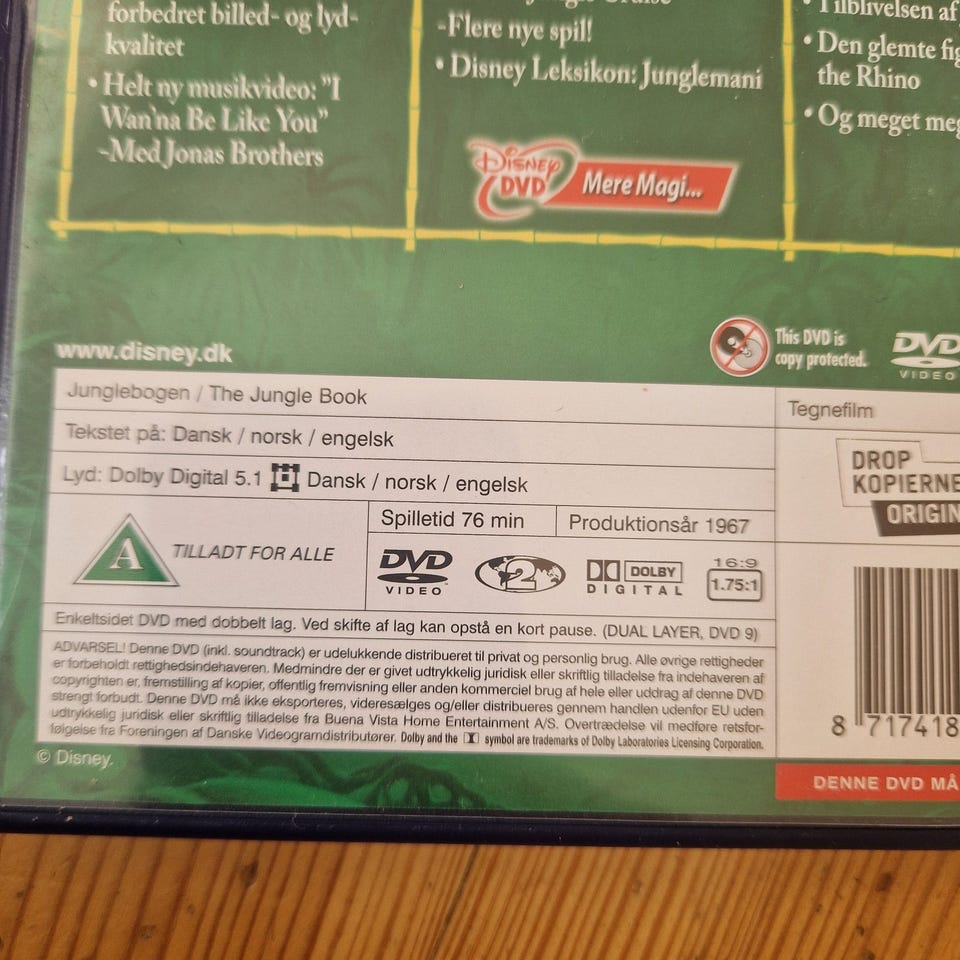 forbedret billed- og lyd-
kvalitet
• Helt ny musikvideo: "I
Wan'na Be Like You"
-Med Jonas Brothers
-Flere nye spil!
• Disney Leksikon: Junglemani
• Tilblivelsen af
• Den glemte
the Rhino
• Og meget
DISNEY
DVD
Mere Magi...
www.disney.dk
This DVD is
copy protected.
DVD
VIDEO
Junglebogen / The Jungle Book
Tekstet på: Dansk / norsk / engelsk
Lyd: Dolby Digital 5.1 Dansk / norsk / engelsk
Tegnefilm
DROP
KOPIERNE
ORIGIN
A
TILLADT FOR ALLE
Spilletid 76 min
Produktionsår 1967
DVD
VIDEO
2
DOLBY
DIGITAL
16:9
1.75:1
Enkeltsidet DVD med dobbelt lag. Ved skifte af lag kan opstå en kort pause. (DUAL LAYER, DVD 9)
ADVARSEL! Denne DVD (inkl. soundtrack) er udelukkende distribueret til privat og personlig brug. Alle øvrige rettigheder
er forbeholdt rettighedsindehaveren. Medmindre der er givet udtrykkelig juridisk eller skriftlig tilladelse fra indehaveren af
copyrighten er, fremstilling af kopier, offentlig fremvisning eller anden kommerciel brug af hele eller uddrag af denne DVD
strengt forbudt. Denne DVD må ikke eksporteres, videresælges og/eller distribueres gennem handlen udenfor EU uden
udtrykkelig juridisk eller skriftlig tilladelse fra Buena Vista Home Entertainment A/S. Overtrædelse vil medføre retsfor-
følgelse fra Foreningen af Danske Videogramdistributører. Dolby and the symbol are trademarks of Dolby Laboratories Licensing Corporation.
8 717418
© Disney.
DENNE DVD MÅ